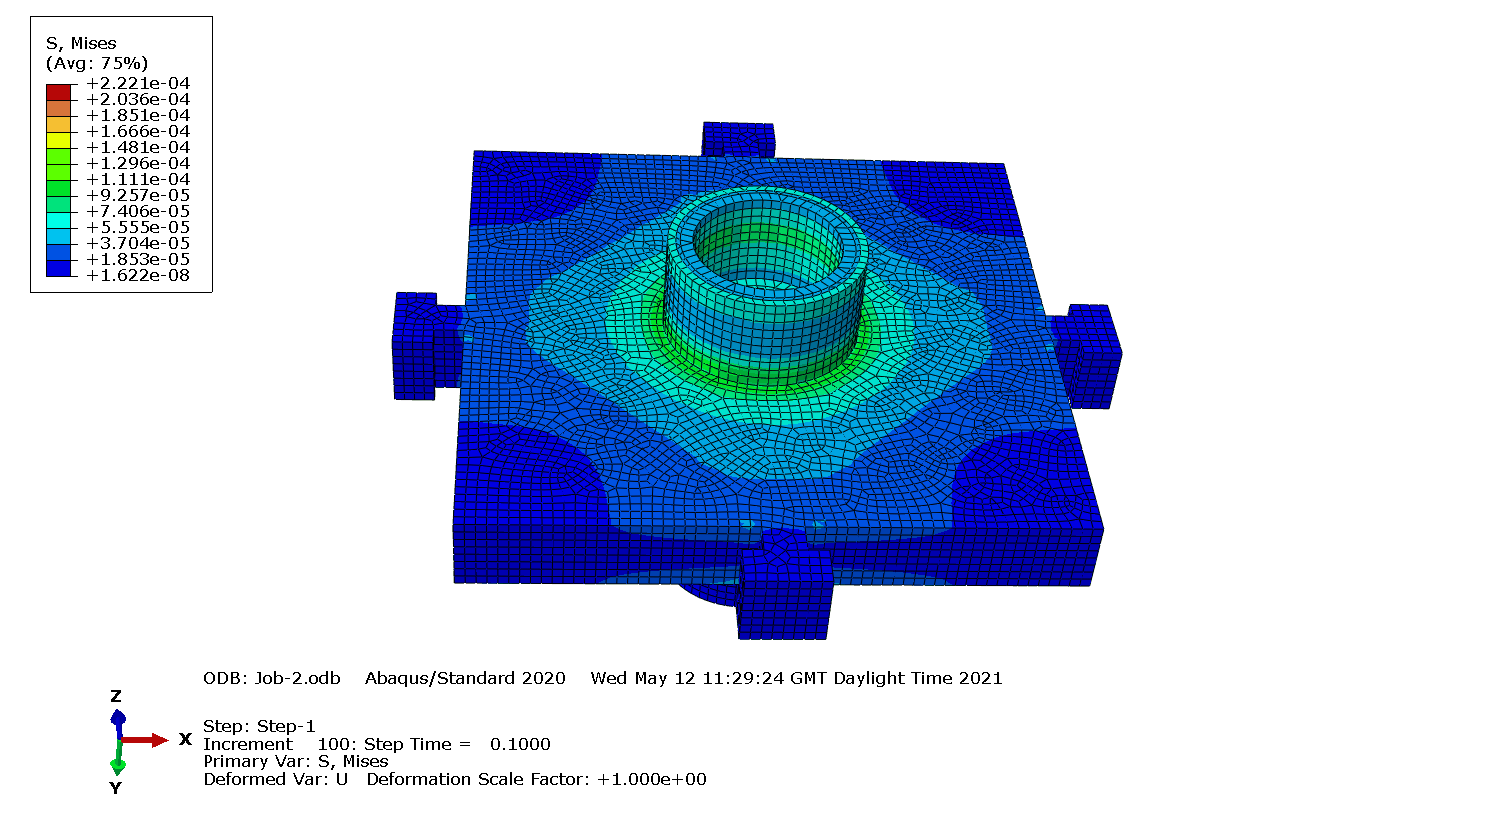 S, Mises
(Avg: 75%)
+2.221e-04
+2.036e-04
+1.851e-04
+1.666e-04
+1.481e-04
+1.296e-04
+1.111e-04
+9.257e-05
+7.406e-05
+5.555e-05
+3.704e-05
+1.853e-05
+1.622e-08
ODB: Job-2.odb Abaqus/Standard 2020 Wed May 12 11:29:24 GMT Daylight Time 2021
Z
X
Y
Step: Step-1
Increment 100: Step Time = 0.1000
Primary Var: S, Mises
Deformed Var: U Deformation Scale Factor: +1.000e+00